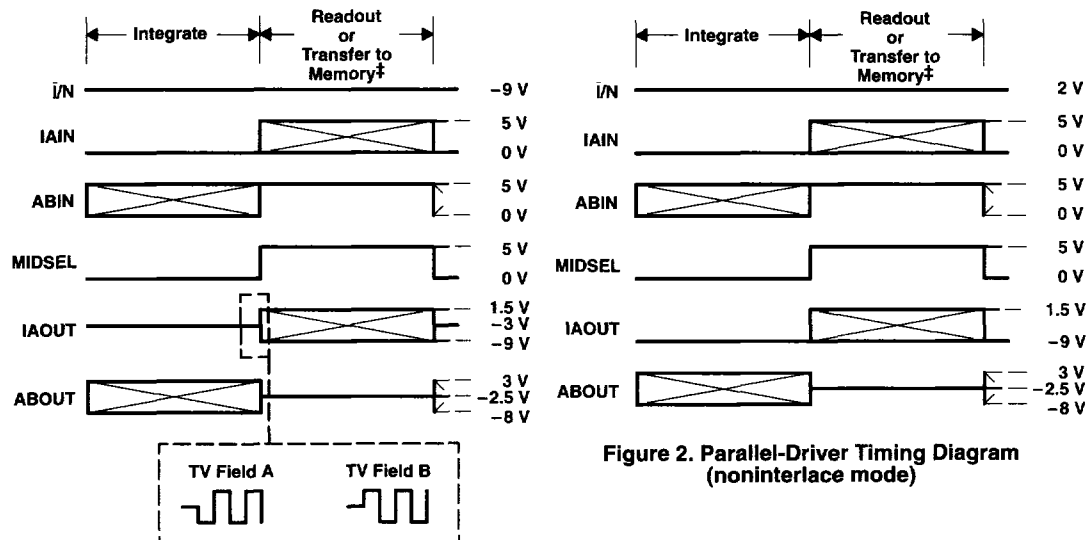 Integrate
Readout
or
Transfer to
Memory‡
Ī/N
−9 V
IAIN
5 V
0 V
ABIN
5 V
0 V
MIDSEL
5 V
0 V
IAOUT
1.5 V
−3 V
−9 V
ABOUT
3 V
−2.5 V
−8 V
TV Field A
TV Field B
Integrate
Readout
or
Transfer to
Memory‡
Ī/N
2 V
IAIN
5 V
0 V
ABIN
5 V
0 V
MIDSEL
5 V
0 V
IAOUT
1.5 V
−9 V
ABOUT
3 V
−2.5 V
−8 V
Figure 2. Parallel-Driver Timing Diagram
(noninterlace mode)